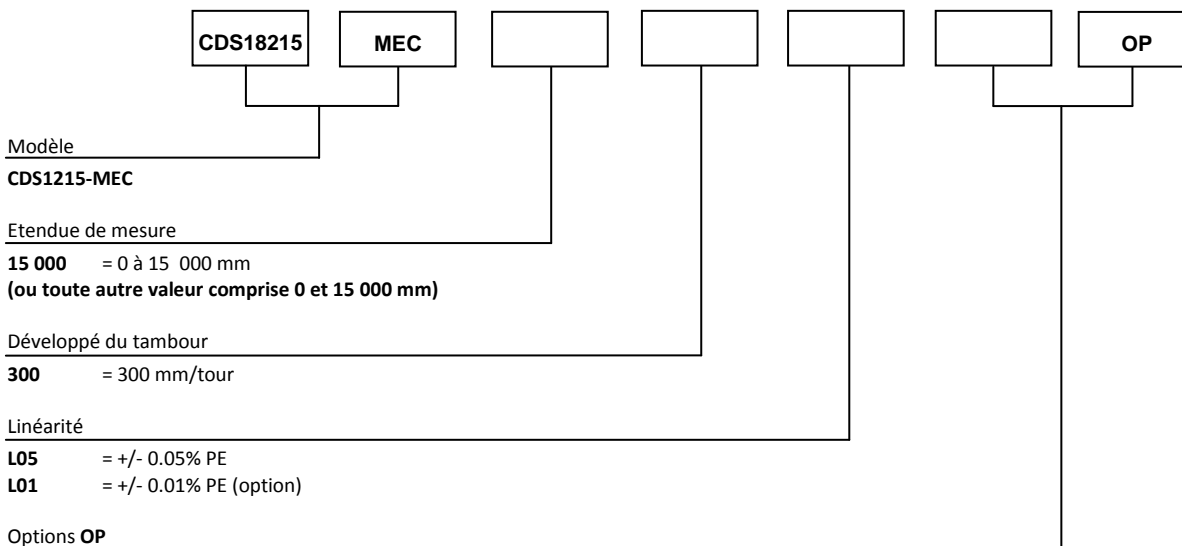 CDS18215 MEC OP
Modèle
CDS1215-MEC
Etendue de mesure
15 000 = 0 à 15 000 mm
(ou toute autre valeur comprise 0 et 15 000 mm)
Développé du tambour
300 = 300 mm/tour
Linéarité
L05 = +/- 0.05% PE
L01 = +/- 0.01% PE (option)
Options OP